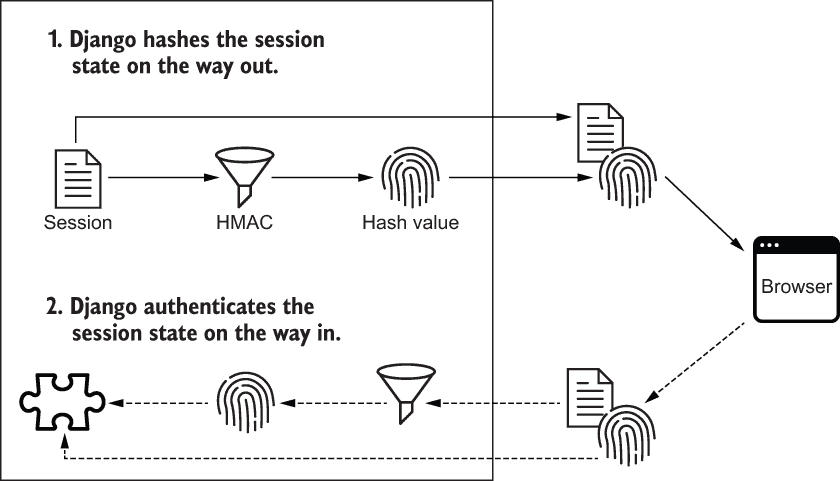 1. Django hashes the session
state on the way out.
Session
HMAC
Hash value
Browser
2. Django authenticates the
session state on the way in.